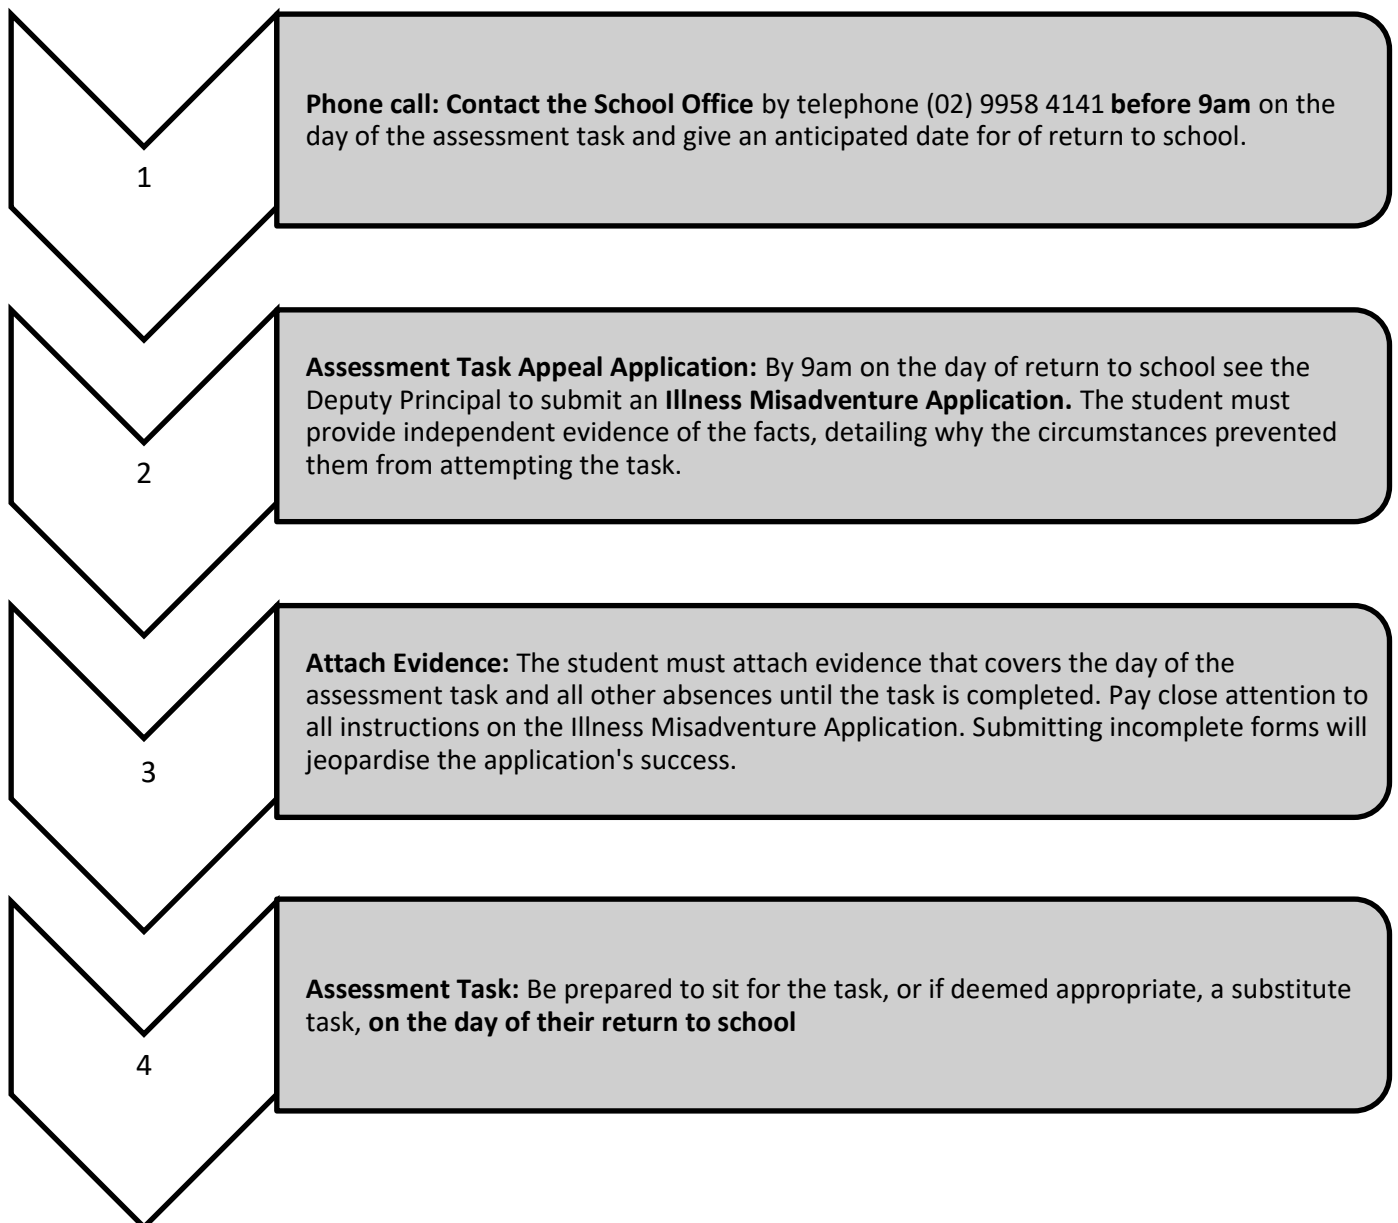 Phone call: Contact the School Office by telephone (02) 9958 4141 before 9am on the
day of the assessment task and give an anticipated date for of return to school.
1
Assessment Task Appeal Application: By 9am on the day of return to school see the
Deputy Principal to submit an Illness Misadventure Application. The student must
provide independent evidence of the facts, detailing why the circumstances prevented
them from attempting the task.
2
Attach Evidence: The student must attach evidence that covers the day of the
assessment task and all other absences until the task is completed. Pay close attention to
all instructions on the Illness Misadventure Application. Submitting incomplete forms will
jeopardise the application's success.
3
Assessment Task: Be prepared to sit for the task, or if deemed appropriate, a substitute
task, on the day of their return to school
4